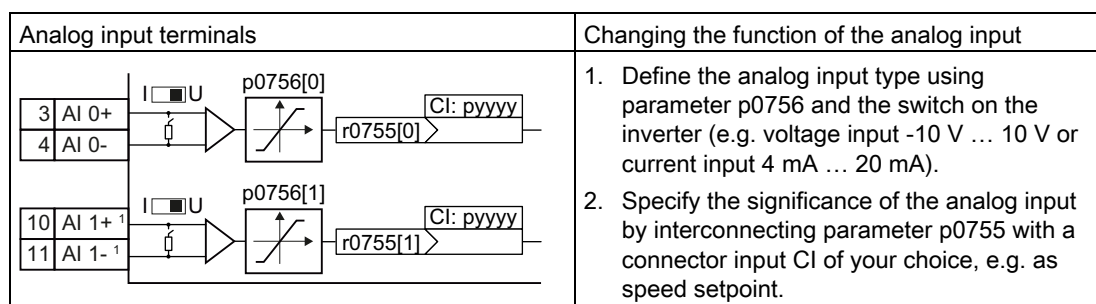 Analog input terminals
Changing the function of the analog input
I U
p0756[0]
3 AI 0+
4 AI 0-
r0755[0]
CI: pyyyy
I U
p0756[1]
10 AI 1+ 1
11 AI 1- 1
r0755[1]
CI: pyyyy
1. Define the analog input type using
parameter p0756 and the switch on the
inverter (e.g. voltage input -10 V … 10 V or
current input 4 mA … 20 mA).
2. Specify the significance of the analog input
by interconnecting parameter p0755 with a
connector input CI of your choice, e.g. as
speed setpoint.